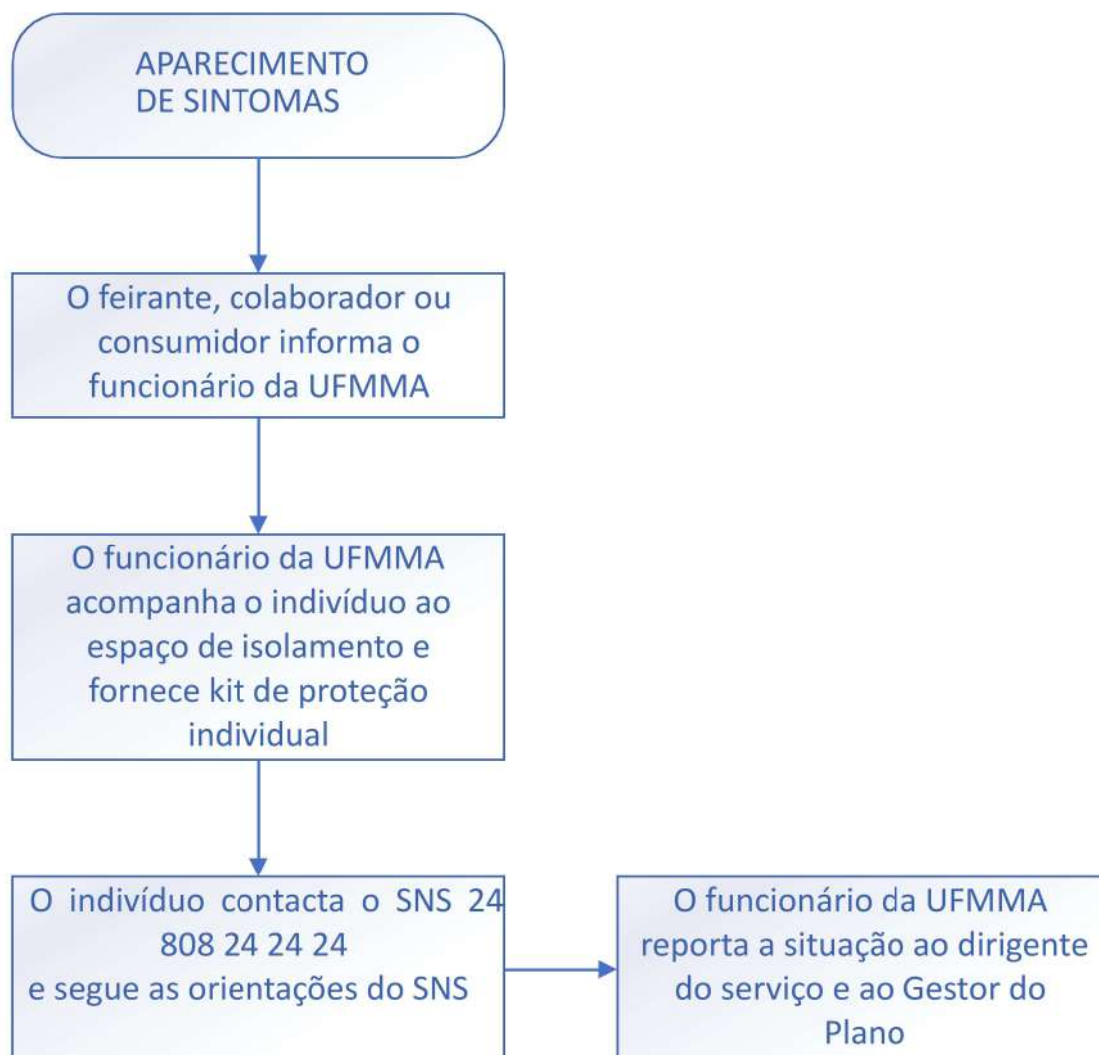 APARECIMENTO
DE SINTOMAS
O feirante, colaborador ou
consumidor informa o
funcionário da UFMMA
O funcionário da UFMMA
acompanha o indivíduo ao
espaço de isolamento e
fornece kit de proteção
individual
O indivíduo contacta o SNS 24
808 24 24 24
e segue as orientações do SNS
O funcionário da UFMMA
reporta a situação ao dirigente
do serviço e ao Gestor do
Plano